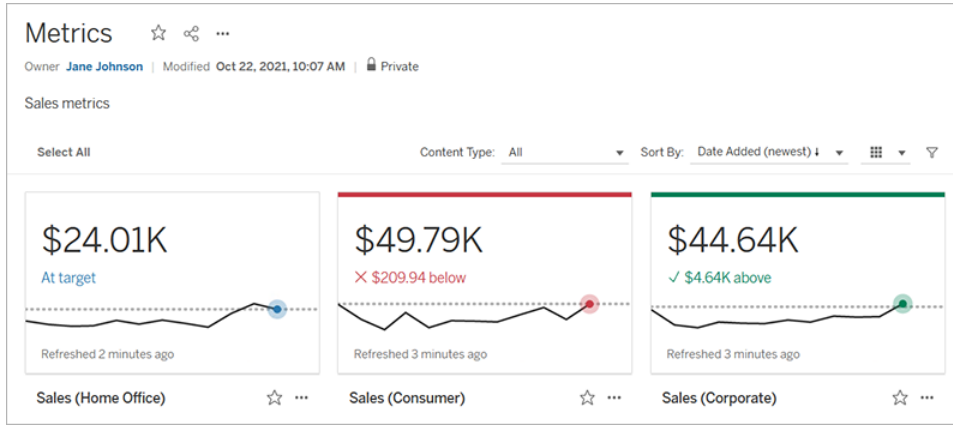 Metrics
Owner Jane Johnson | Modified Oct 22, 2021, 10:07 AM | Private
Sales metrics
Select All Content Type: All Sort By: Date Added (newest) ↓
$24.01K $49.79K $44.64K
At target × $209.94 below ✓ $4.64K above
Refreshed 2 minutes ago Refreshed 3 minutes ago Refreshed 3 minutes ago
Sales (Home Office) Sales (Consumer) Sales (Corporate)